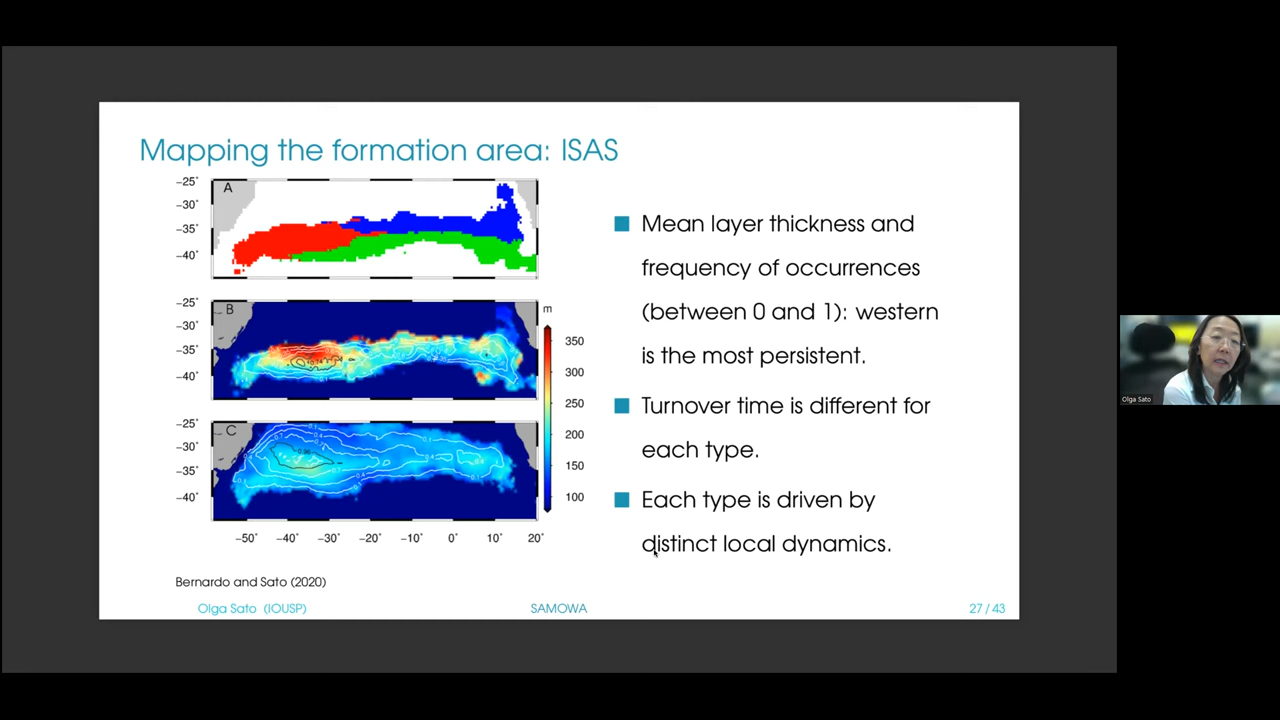 Mapping the formation area: ISAS
A
−25°
−30°
−35°
−40°
B
−25°
−30°
−35°
−40°
m
350
300
250
200
150
100
C
−25°
−30°
−35°
−40°
−50°
−40°
−30°
−20°
−10°
0°
10°
20°
Mean layer thickness and
frequency of occurrences
(between 0 and 1): western
is the most persistent.
Turnover time is different for
each type.
Each type is driven by
distinct local dynamics.
Bernardo and Sato (2020)
Olga Sato (IOUSP)
SAMOWA
27 / 43
Olga Sato